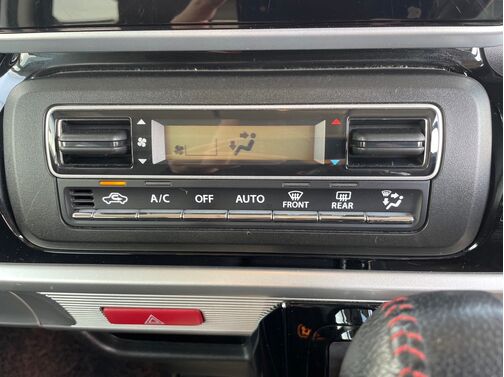 A/C OFF AUTO FRONT REAR